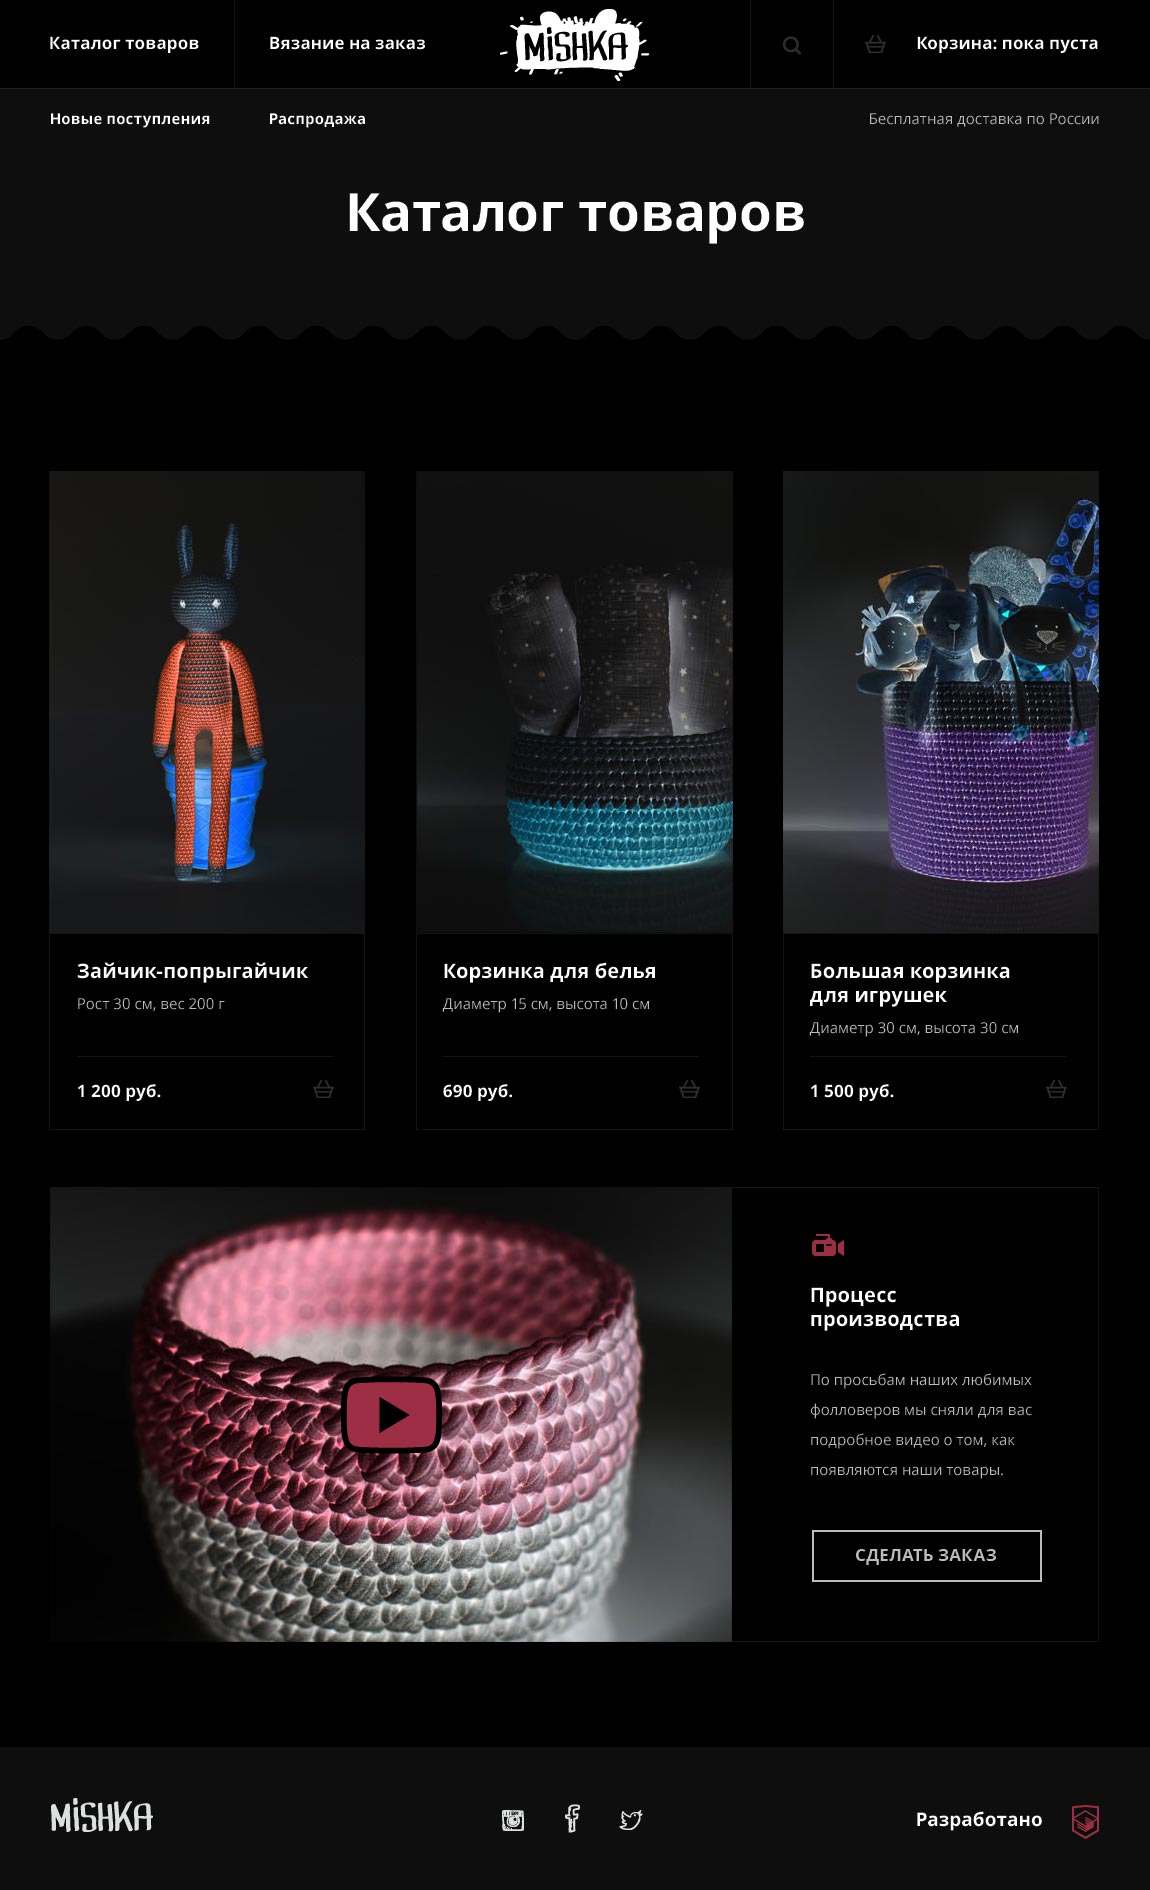 Каталог товаров
Вязание на заказ
MiSHKA
Корзина: пока пуста
Новые поступления
Распродажа
Бесплатная доставка по России
Каталог товаров
Зайчик-попрыгайчик
Рост 30 см, вес 200 г
1 200 руб.
Корзинка для белья
Диаметр 15 см, высота 10 см
690 руб.
Большая корзинка
для игрушек
Диаметр 30 см, высота 30 см
1 500 руб.
Процесс
производства
По просьбам наших любимых
фолловеров мы сняли для вас
подробное видео о том, как
появляются наши товары.
СДЕЛАТЬ ЗАКАЗ
MiSHKA
Разработано